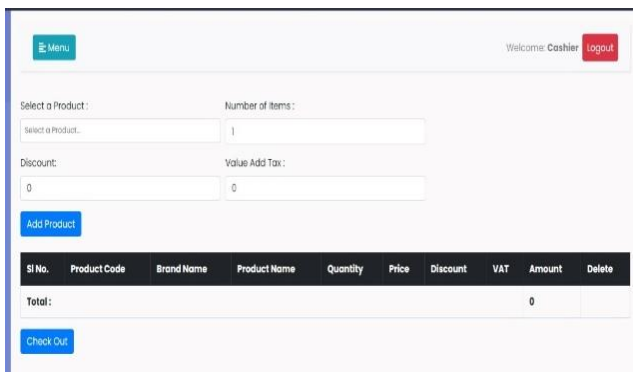 Menu
Welcome: Cashier Logout
Select a Product :
Number of Items :
Select a Product...
1
Discount:
Value Add Tax :
0
0
Add Product
Sl No. Product Code Brand Name Product Name Quantity Price Discount VAT Amount Delete
Total : 0
Check Out